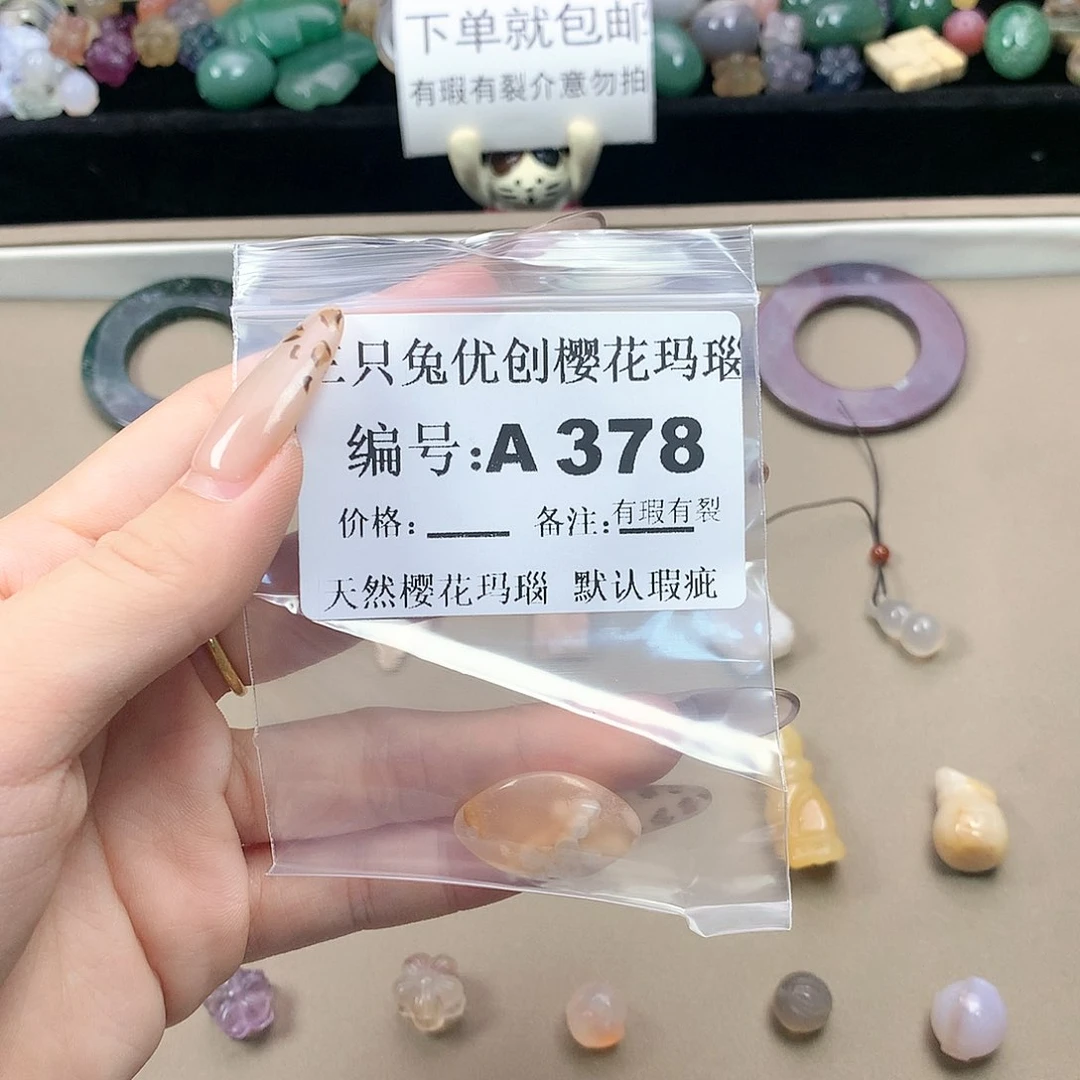 下单就包邮
有瑕有裂介意勿拍
三只兔优创樱花玛瑙
编号:A 378
价格: 备注:有瑕有裂
天然樱花玛瑙 默认瑕疵